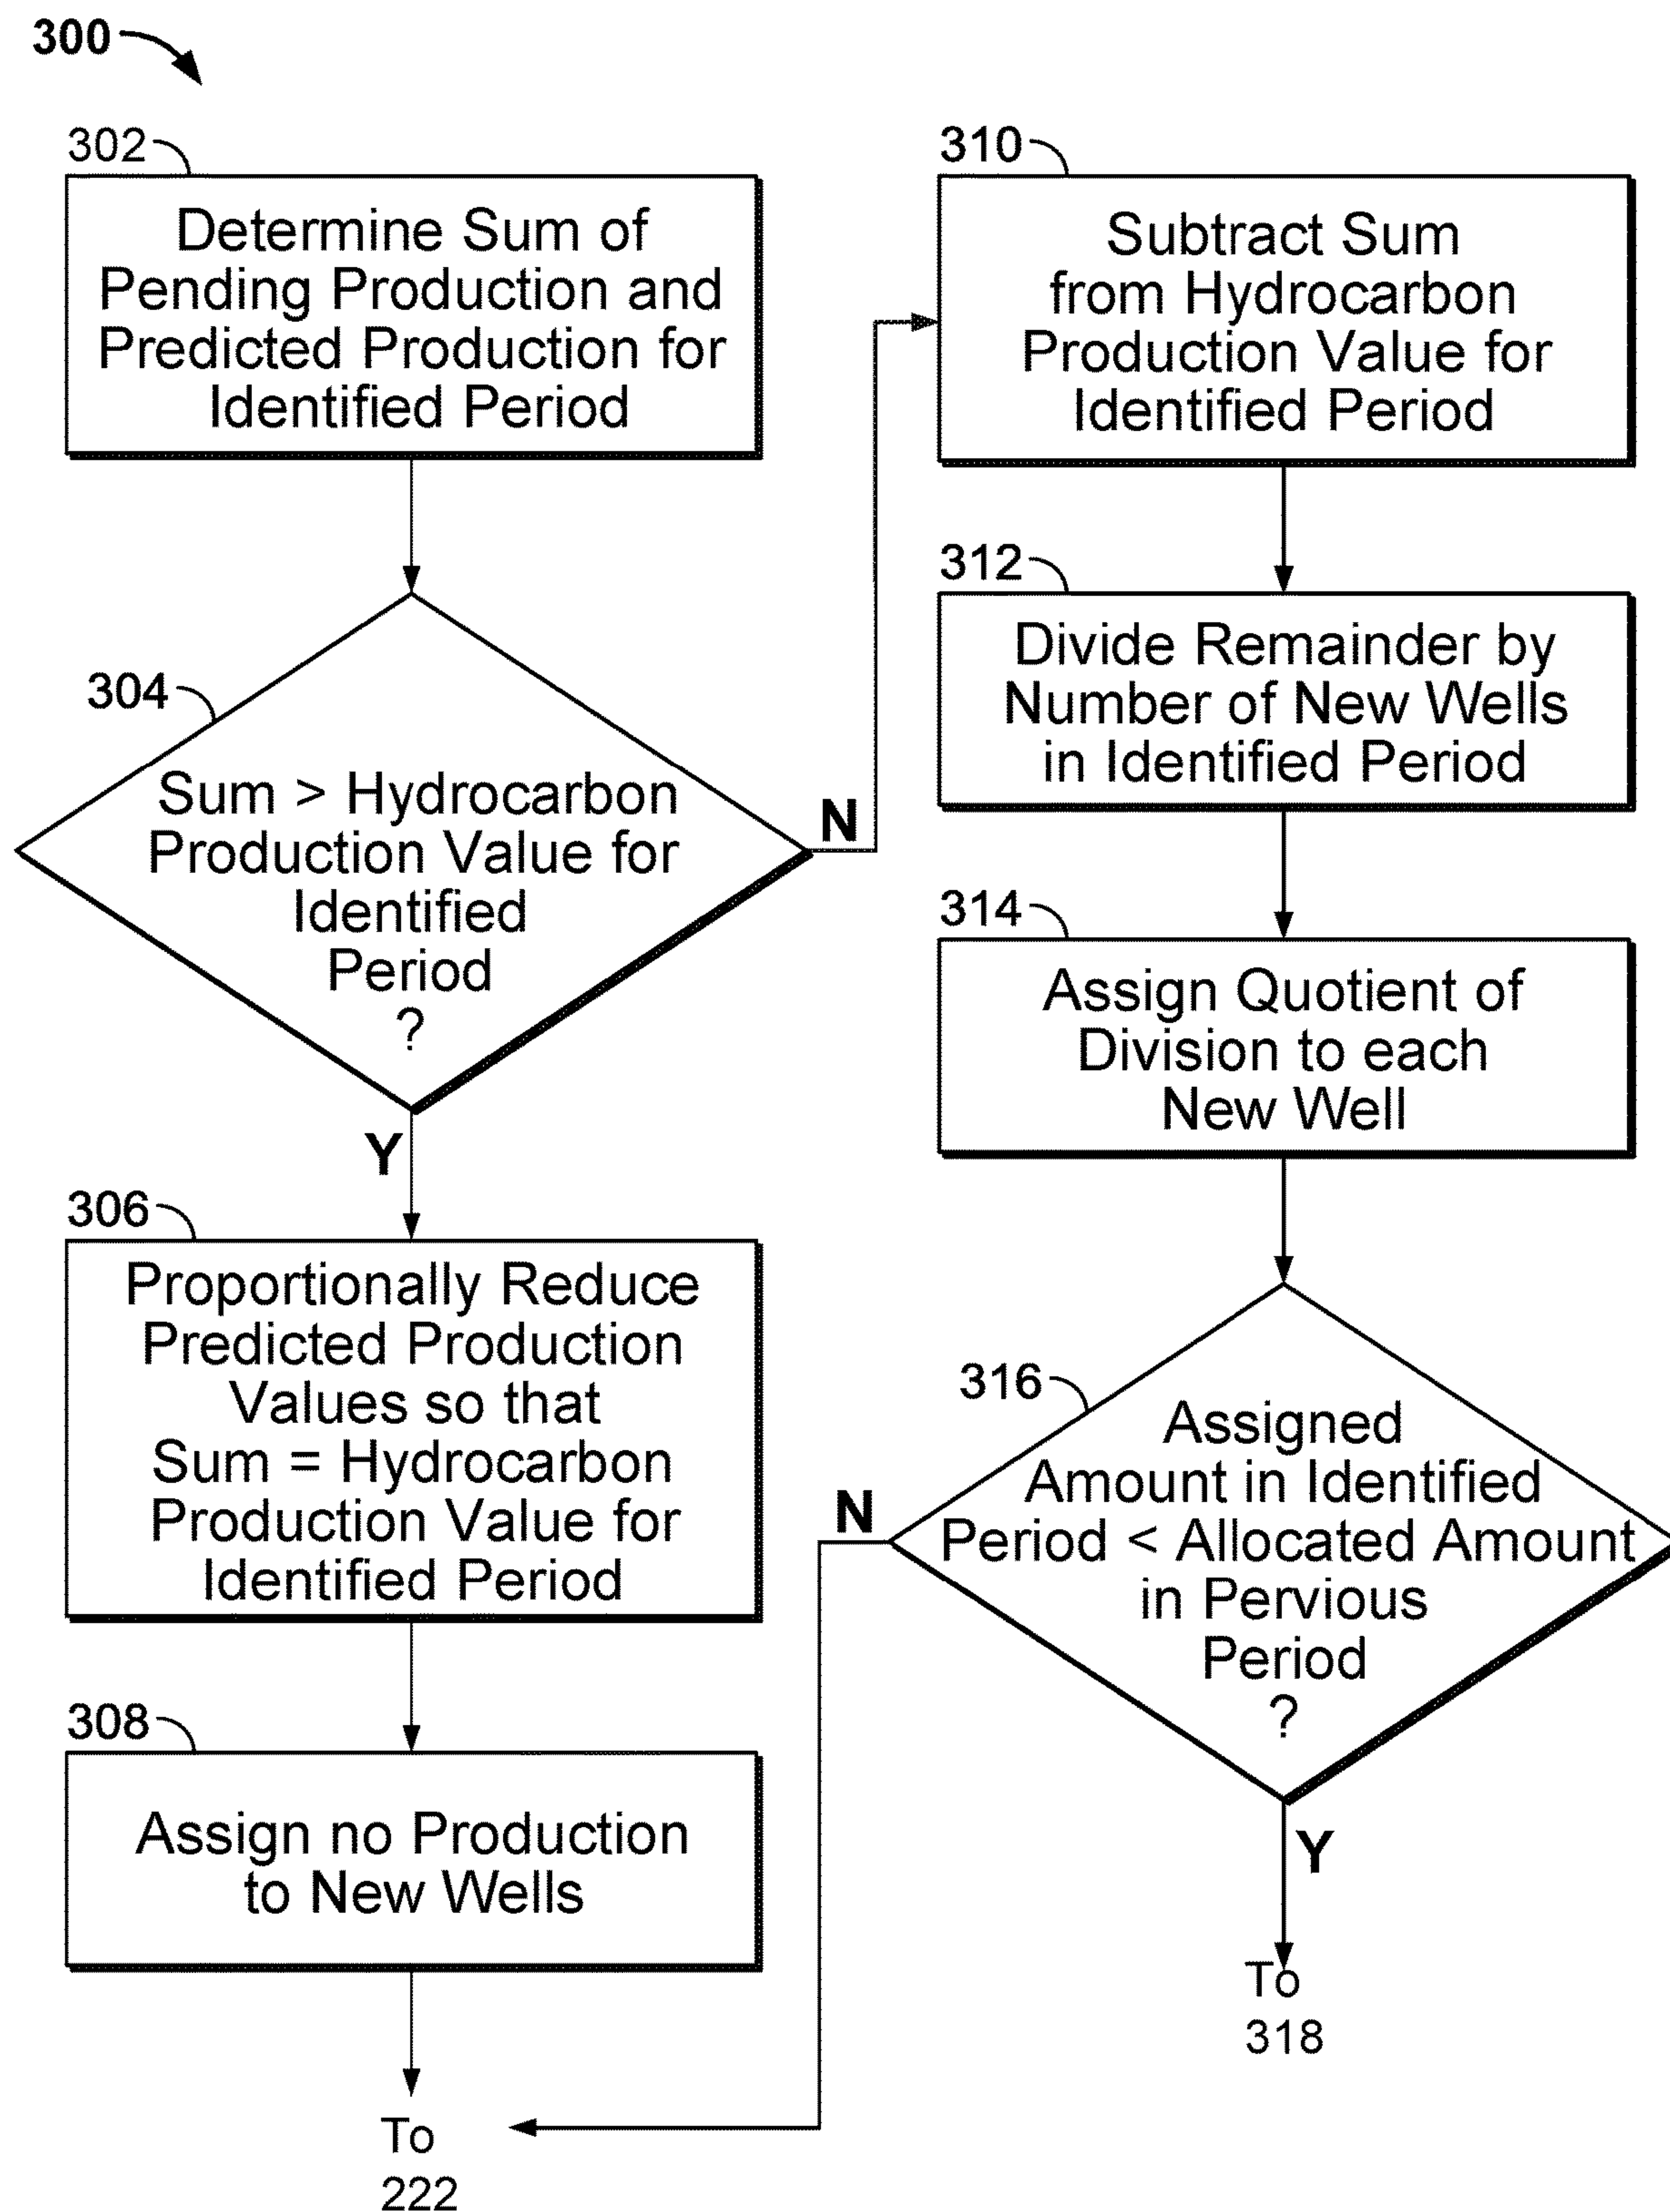 300
302
Determine Sum of
Pending Production and
Predicted Production for
Identified Period
304
Sum > Hydrocarbon
Production Value for
Identified
Period
?
N
Y
306
Proportionally Reduce
Predicted Production
Values so that
Sum = Hydrocarbon
Production Value for
Identified Period
308
Assign no Production
to New Wells
To
222
310
Subtract Sum
from Hydrocarbon
Production Value for
Identified Period
312
Divide Remainder by
Number of New Wells
in Identified Period
314
Assign Quotient of
Division to each
New Well
316
Assigned
Amount in Identified
Period < Allocated Amount
in Pervious
Period
?
N
Y
To
318